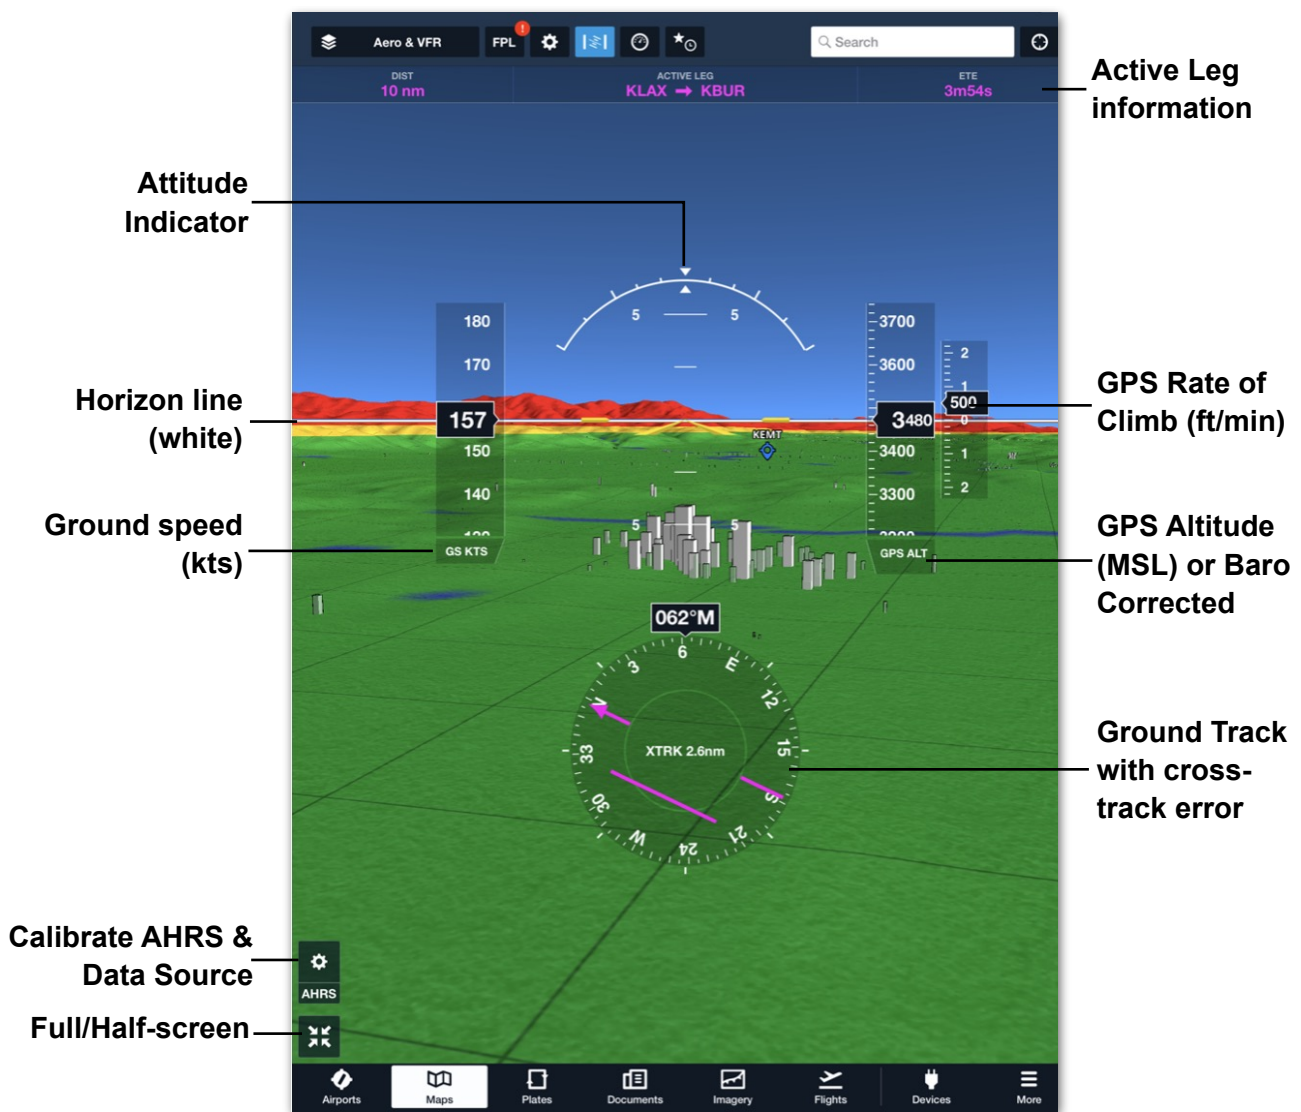 Aero & VFR
FPL
!
Search
DIST
10 nm
ACTIVE LEG
KLAX → KBUR
ETE
3m54s
Active Leg
information
Attitude
Indicator
5 5
180
170
157
150
140
GS KTS
3700
3600
3 480
3400
3300
GPS ALT
2
1
500
0
1
2
KEMT
5 5
Horizon line
(white)
Ground speed
(kts)
GPS Rate of
Climb (ft/min)
GPS Altitude
(MSL) or Baro
Corrected
062°M
6
E
12
15
S
21
24
W
30
33
N
3
XTRK 2.6nm
Ground Track
with cross-
track error
Calibrate AHRS &
Data Source
AHRS
Full/Half-screen
Airports
Maps
Plates
Documents
Imagery
Flights
Devices
More